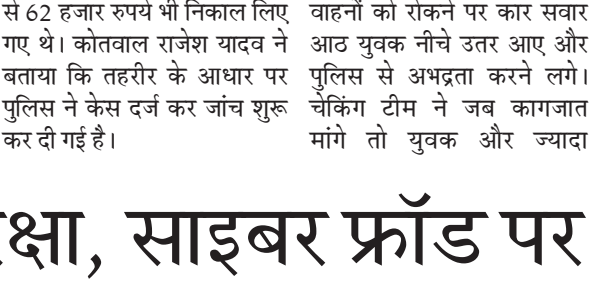 से 62 हजार रुपये भी निकाल लिए
गए थे। कोतवाल राजेश यादव ने
बताया कि तहरीर के आधार पर
पुलिस ने केस दर्ज कर जांच शुरू
कर दी गई है।
वाहनों को रोकने पर कार सवार
आठ युवक नीचे उतर आए और
पुलिस से अभद्रता करने लगे।
चेकिंग टीम ने जब कागजात
मांगे तो युवक और ज्यादा
क्षा, साइबर फ्रॉड पर